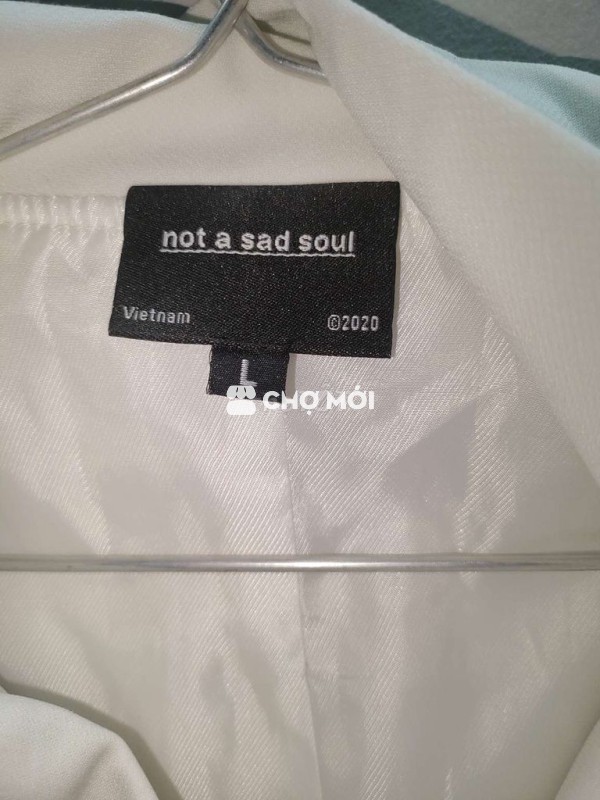 not a sad soul
Vietnam ©2020
L
CHỢ MỚI